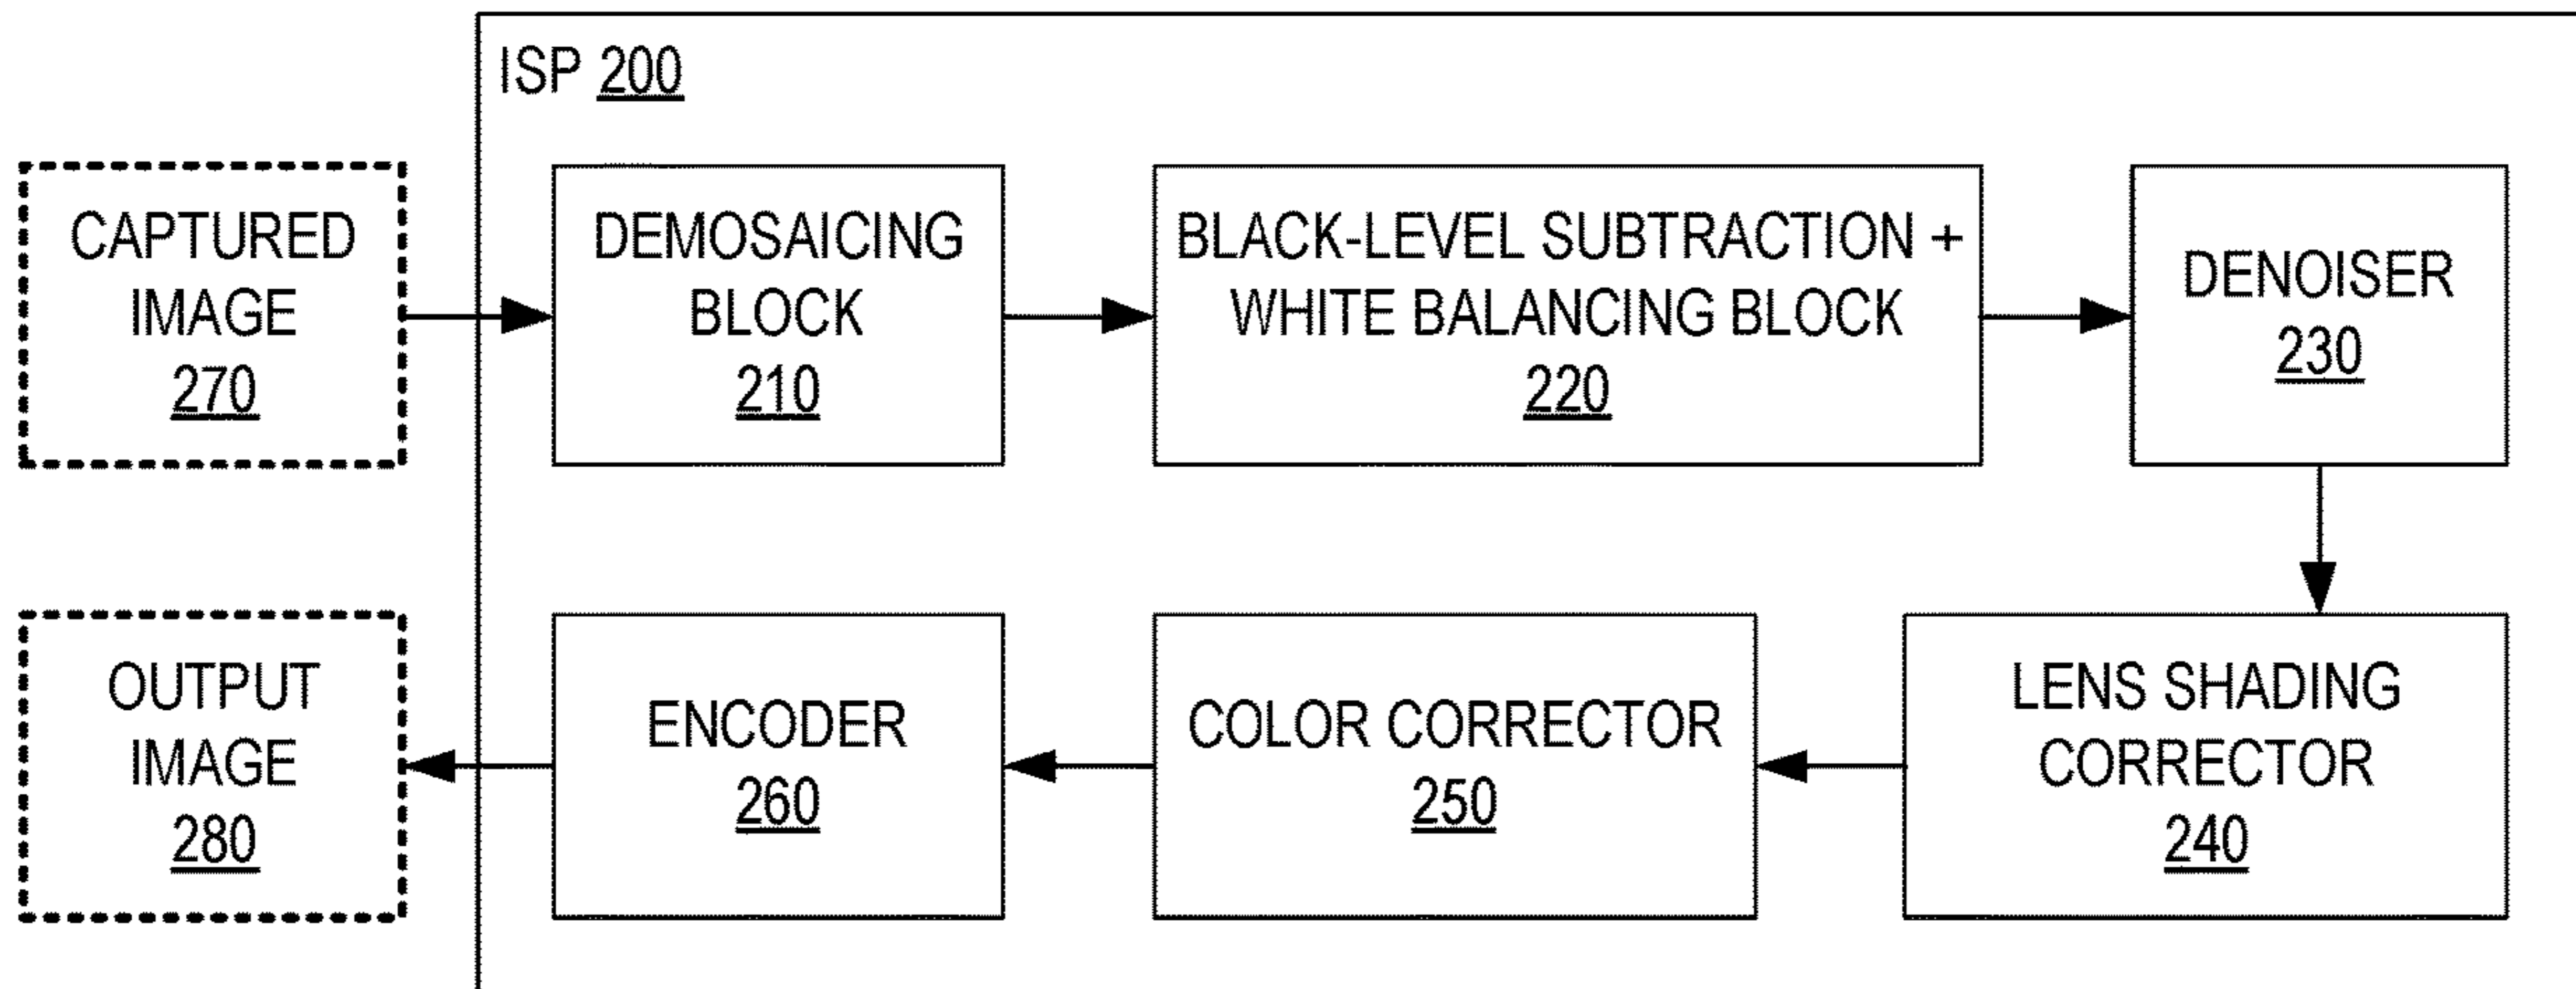 ISP 200
CAPTURED
IMAGE
270
DEMOSAICING
BLOCK
210
BLACK-LEVEL SUBTRACTION +
WHITE BALANCING BLOCK
220
DENOISER
230
OUTPUT
IMAGE
280
ENCODER
260
COLOR CORRECTOR
250
LENS SHADING
CORRECTOR
240